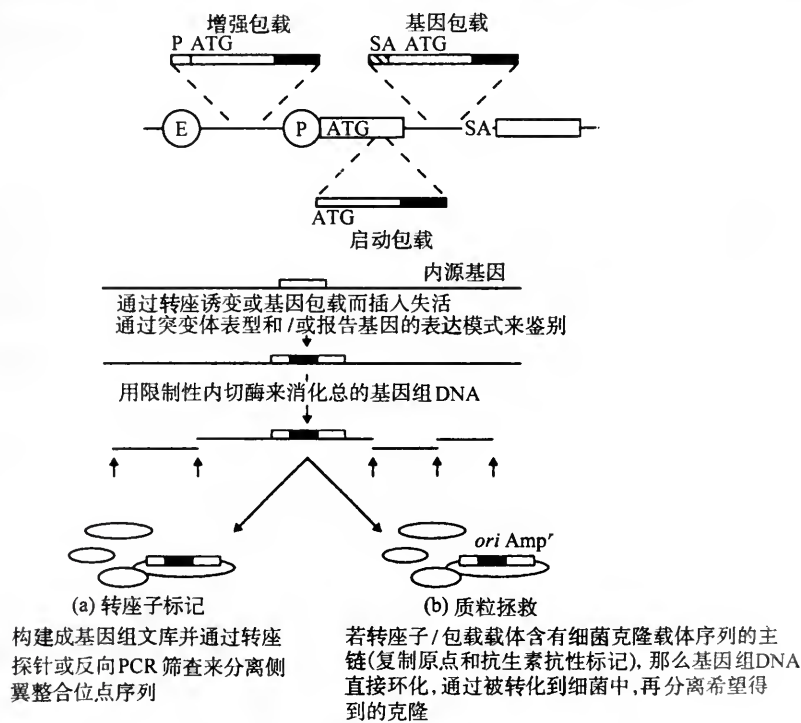 增强包载
基因包载
P ATG
SA ATG
E
P
ATG
SA
ATG
启动包载
内源基因
通过转座诱变或基因包载而插入失活
通过突变体表型和/或报告基因的表达模式来鉴别
用限制性内切酶来消化总的基因组DNA
ori Ampʳ
(a) 转座子标记
(b) 质粒拯救
构建成基因组文库并通过转座
探针或反向PCR筛查来分离侧
翼整合位点序列
若转座子/包载载体含有细菌克隆载体序列的主
链(复制原点和抗生素抗性标记), 那么基因组DNA
直接环化, 通过被转化到细菌中, 再分离希望得
到的克隆